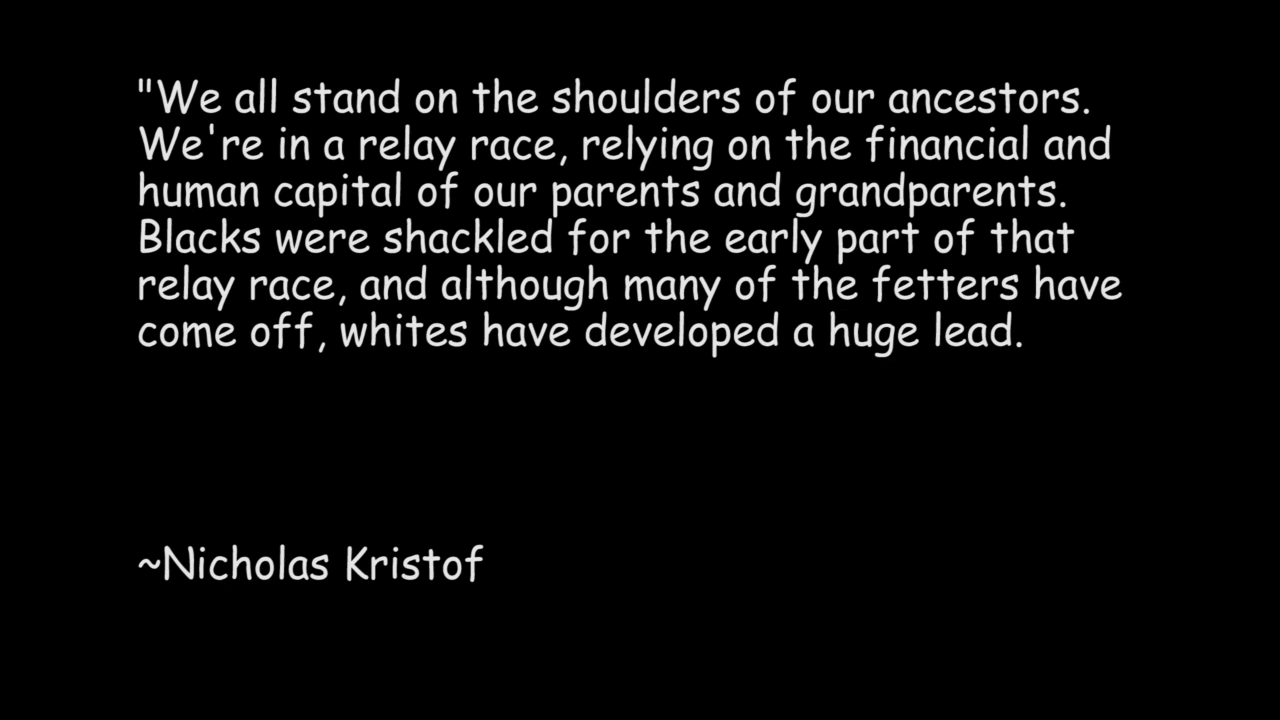 "We all stand on the shoulders of our ancestors.
We're in a relay race, relying on the financial and
human capital of our parents and grandparents.
Blacks were shackled for the early part of that
relay race, and although many of the fetters have
come off, whites have developed a huge lead.
~Nicholas Kristof